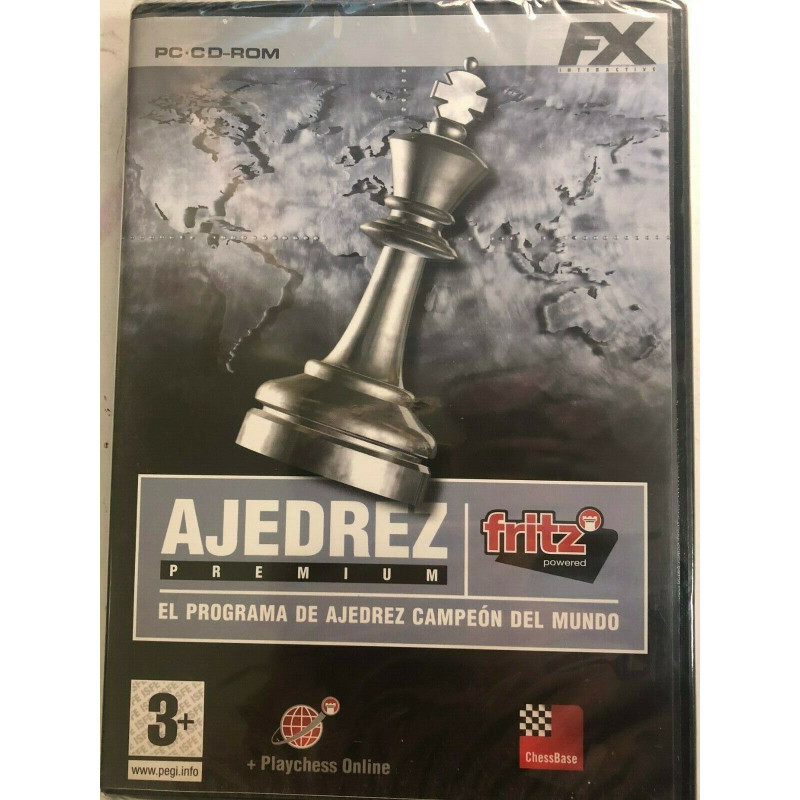 PC·CD-ROM
FX
INTERACTIVE
AJEDREZ
PREMIUM
fritz
powered
EL PROGRAMA DE AJEDREZ CAMPEÓN DEL MUNDO
3+
www.pegi.info
+ Playchess Online
ChessBase